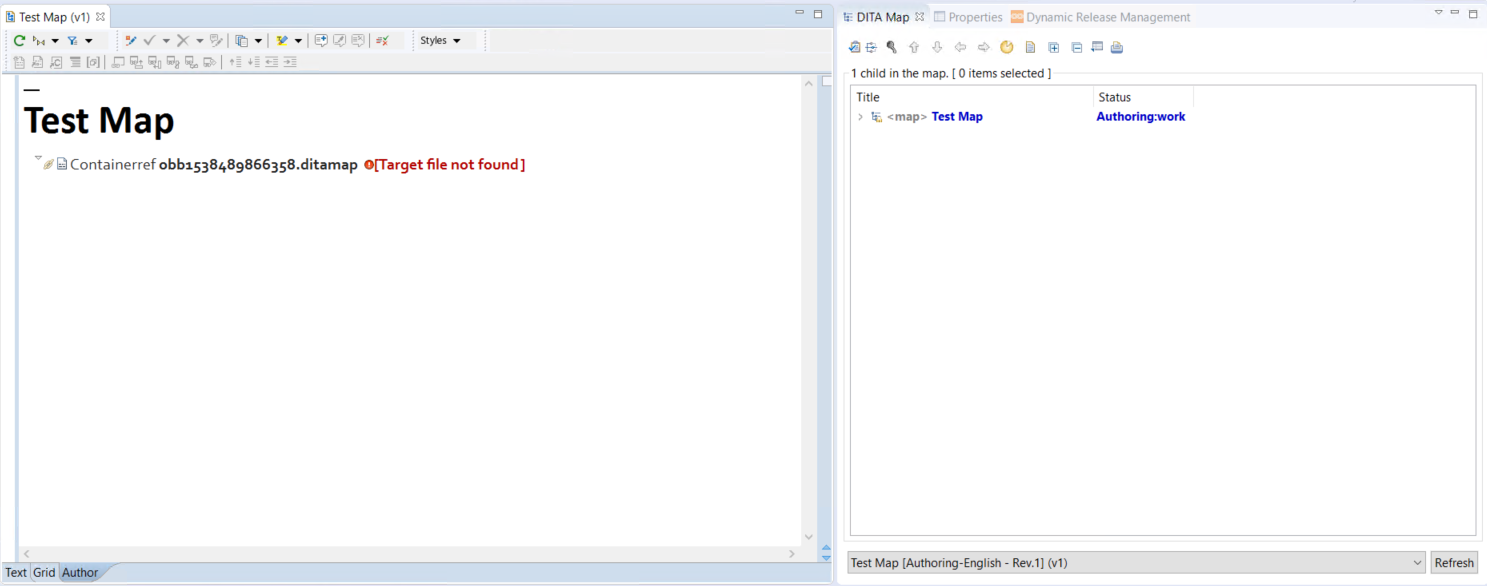 Test Map (v1)
Styles
Test Map
Containerref obb1538489866358.ditamap [Target file not found]
Text Grid Author
DITA Map Properties Dynamic Release Management
1 child in the map. [ 0 items selected ]
Title Status
<map> Test Map Authoring:work
Test Map [Authoring-English - Rev.1] (v1) Refresh